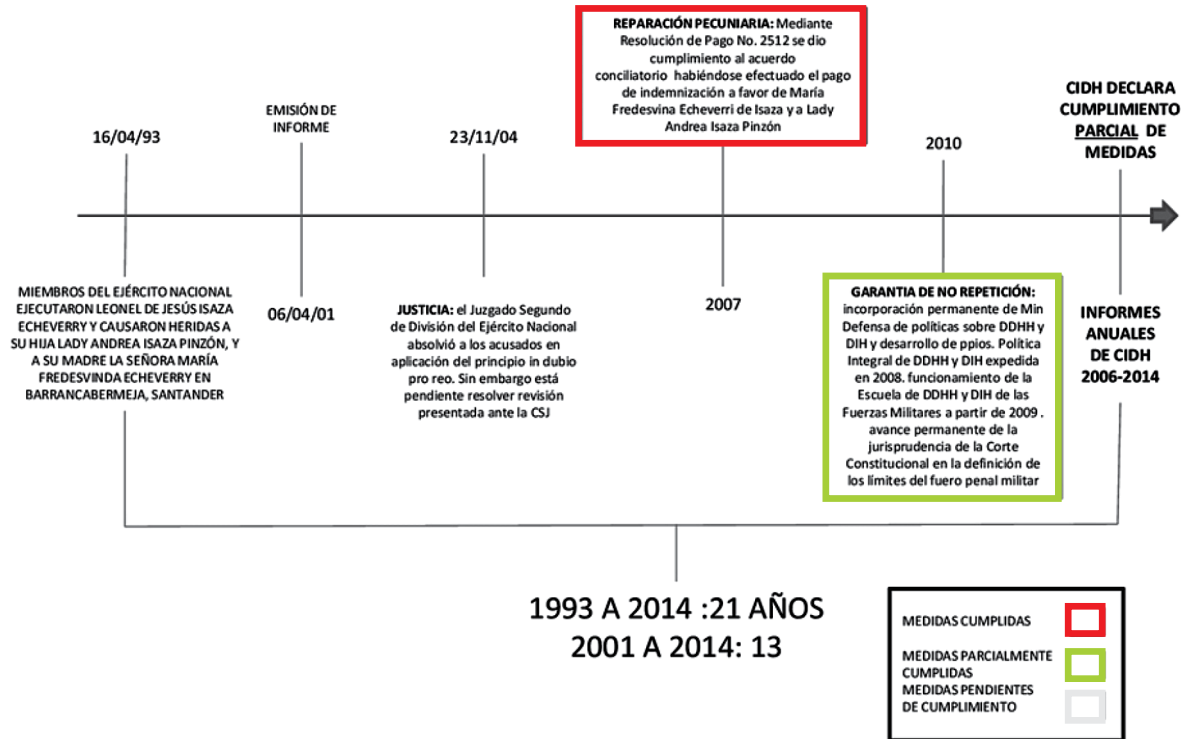 REPARACIÓN PECUNIARIA: Mediante
Resolución de Pago No. 2512 se dio
cumplimiento al acuerdo
conciliatorio habiéndose efectuado el pago
de indemnización a favor de María
Fredesvina Echeverri de Isaza y a Lady
Andrea Isaza Pinzón
16/04/93
EMISIÓN DE
INFORME
23/11/04
2010
CIDH DECLARA
CUMPLIMIENTO
PARCIAL DE
MEDIDAS
MIEMBROS DEL EJÉRCITO NACIONAL
EJECUTARON LEONEL DE JESÚS ISAZA
ECHEVERRY Y CAUSARON HERIDAS A
SU HIJA LADY ANDREA ISAZA PINZÓN, Y
A SU MADRE LA SEÑORA MARÍA
FREDESVINDA ECHEVERRY EN
BARRANCABERMEJA, SANTANDER
06/04/01
JUSTICIA: el Juzgado Segundo
de División del Ejército Nacional
absolvió a los acusados en
aplicación del principio in dubio
pro reo. Sin embargo está
pendiente resolver revisión
presentada ante la CSJ
2007
GARANTIA DE NO REPETICIÓN:
incorporación permanente de Min
Defensa de políticas sobre DDHH y
DIH y desarrollo de ppios. Política
Integral de DDHH y DIH expedida
en 2008. funcionamiento de la
Escuela de DDHH y DIH de las
Fuerzas Militares a partir de 2009 .
avance permanente de la
jurisprudencia de la Corte
Constitucional en la definición de
los límites del fuero penal militar
INFORMES
ANUALES
DE CIDH
2006-2014
1993 A 2014 :21 AÑOS
2001 A 2014: 13
MEDIDAS CUMPLIDAS
MEDIDAS PARCIALMENTE
CUMPLIDAS
MEDIDAS PENDIENTES
DE CUMPLIMIENTO